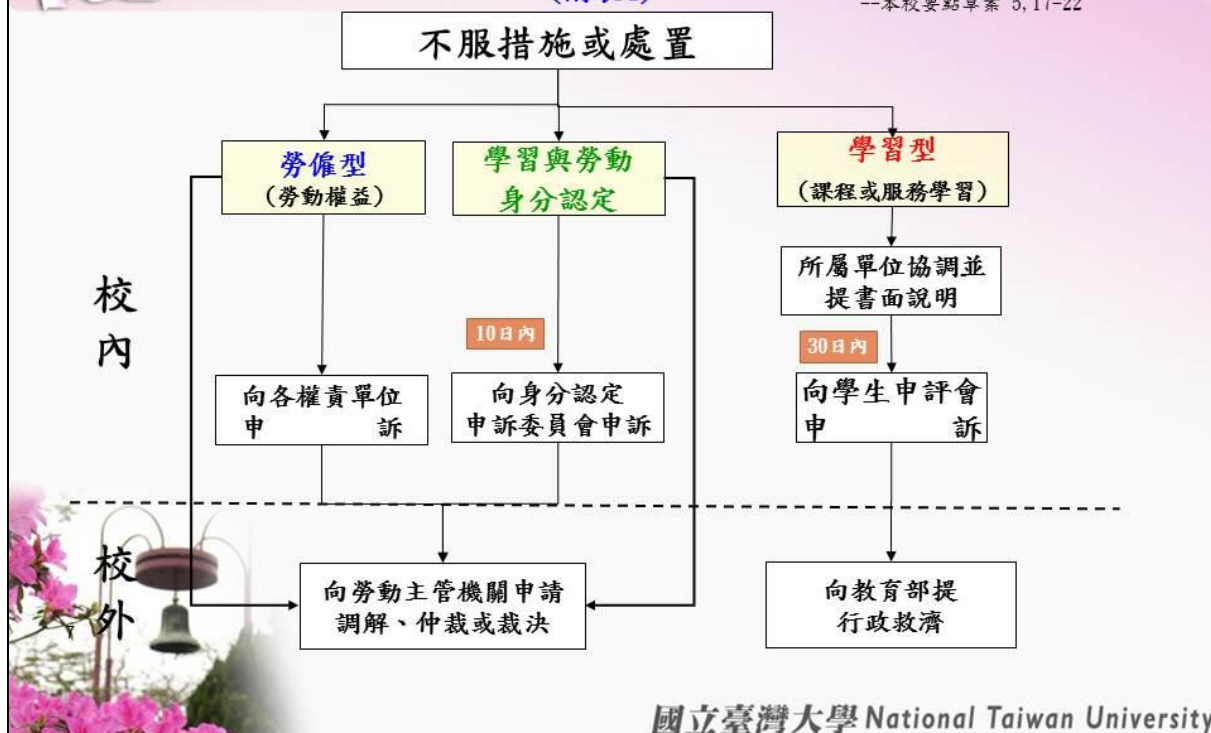 --本校要點草案 5,17-22
不服措施或處置
勞僱型
(勞動權益)
學習與勞動
身分認定
學習型
(課程或服務學習)
所屬單位協調並
提書面說明
校
內
10日內
30日內
向各權責單位
申 訴
向身分認定
申訴委員會申訴
向學生申評會
申 訴
校
外
向勞動主管機關申請
調解、仲裁或裁決
向教育部提
行政救濟
國立臺灣大學 National Taiwan University